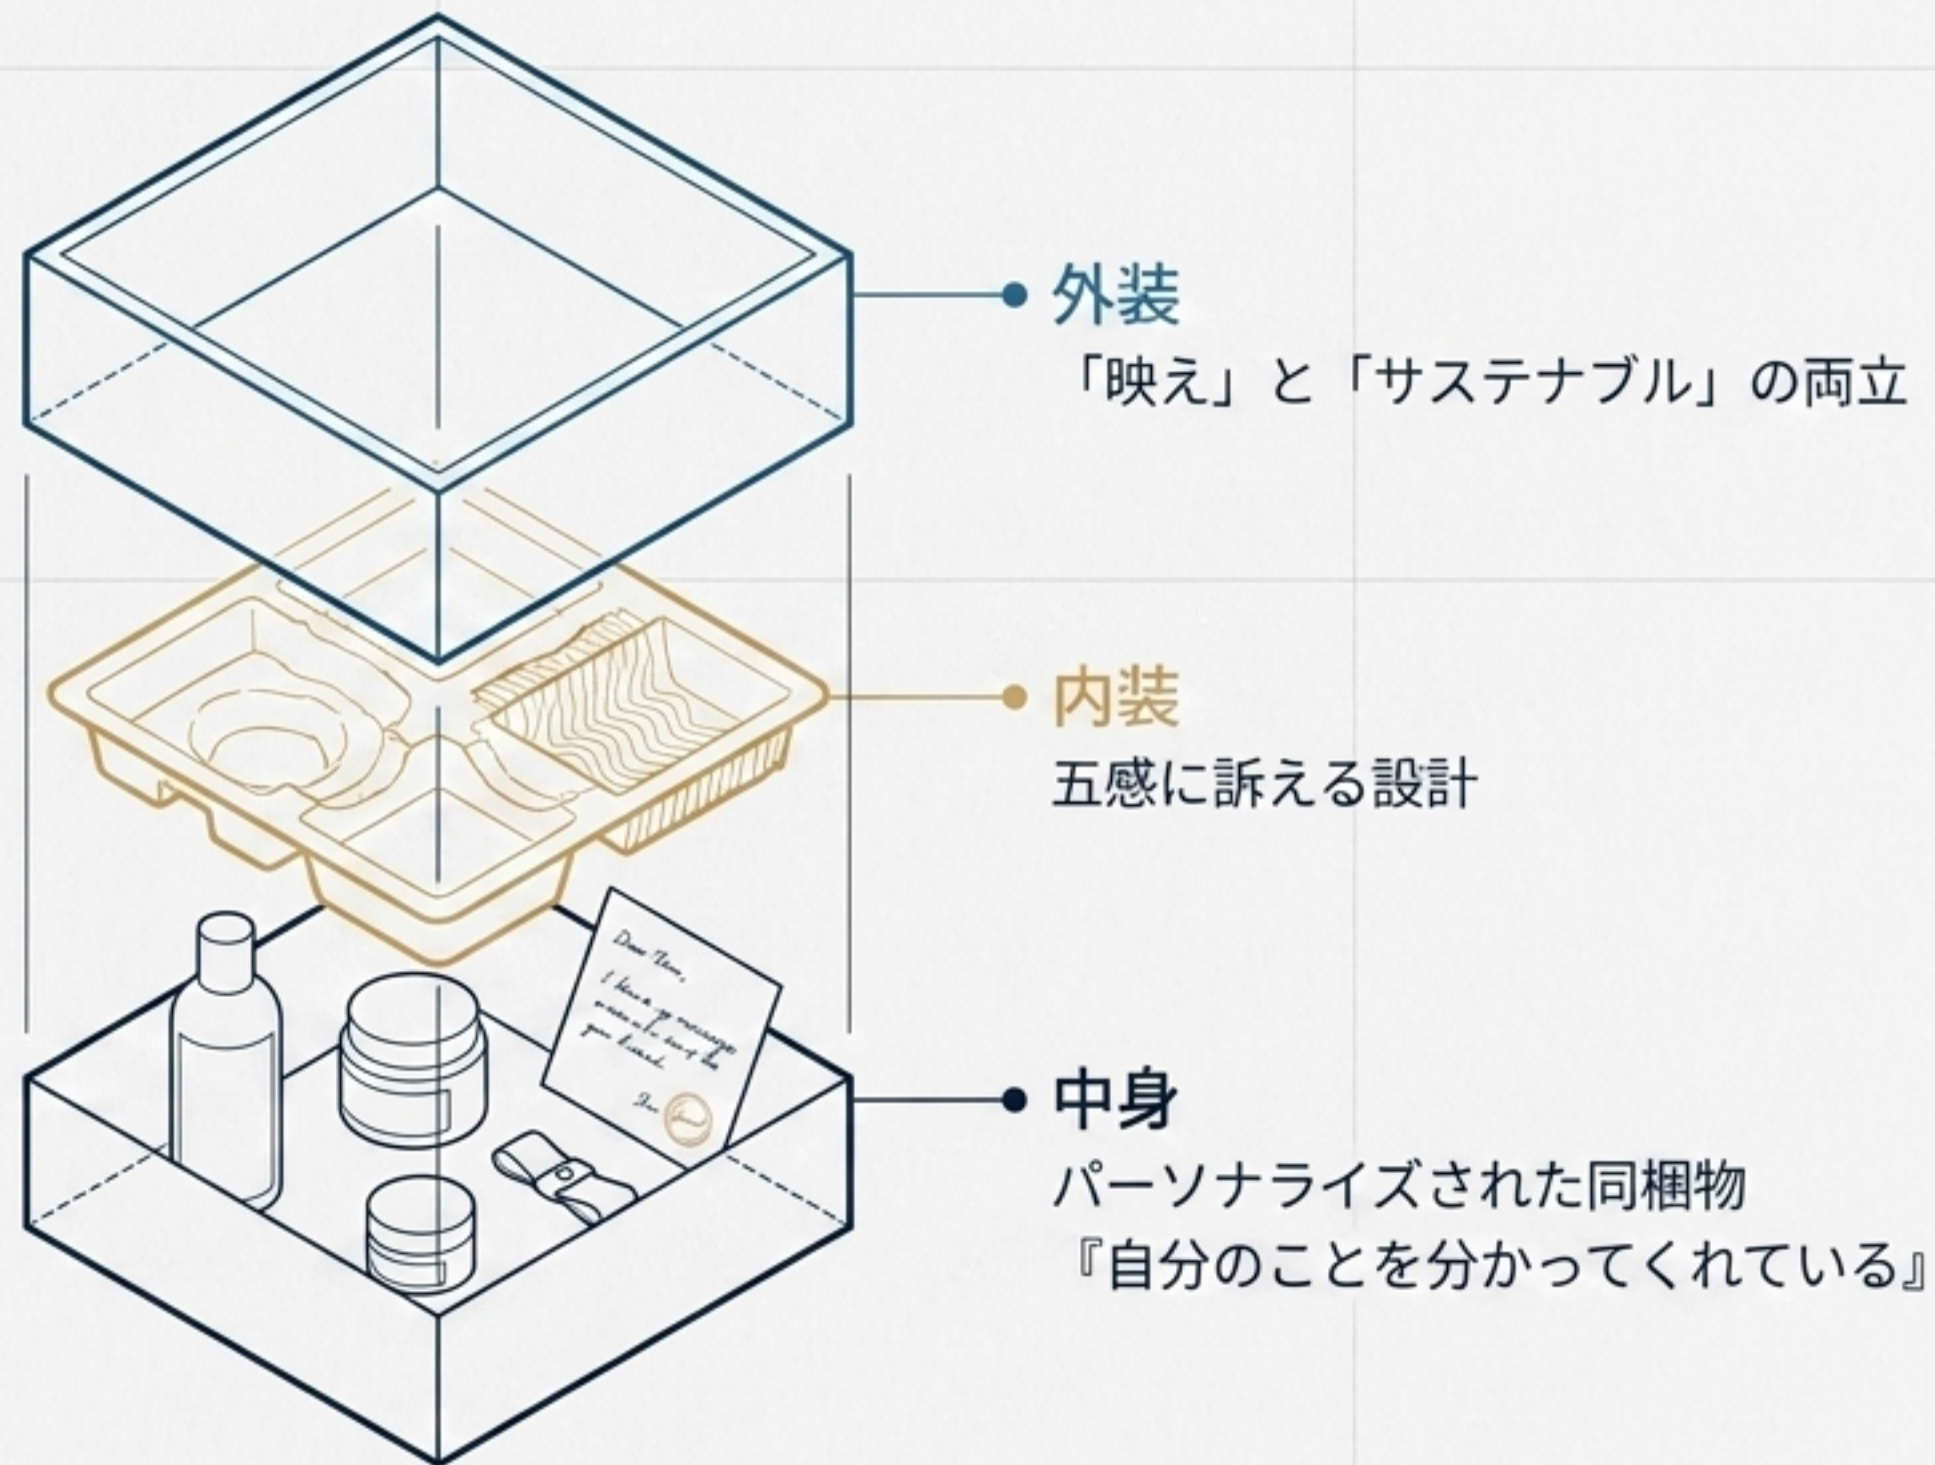 外装
「映え」と「サステナブル」の両立
内装
五感に訴える設計
Dear
中身
パーソナライズされた同梱物
『自分のことを分かってくれている』